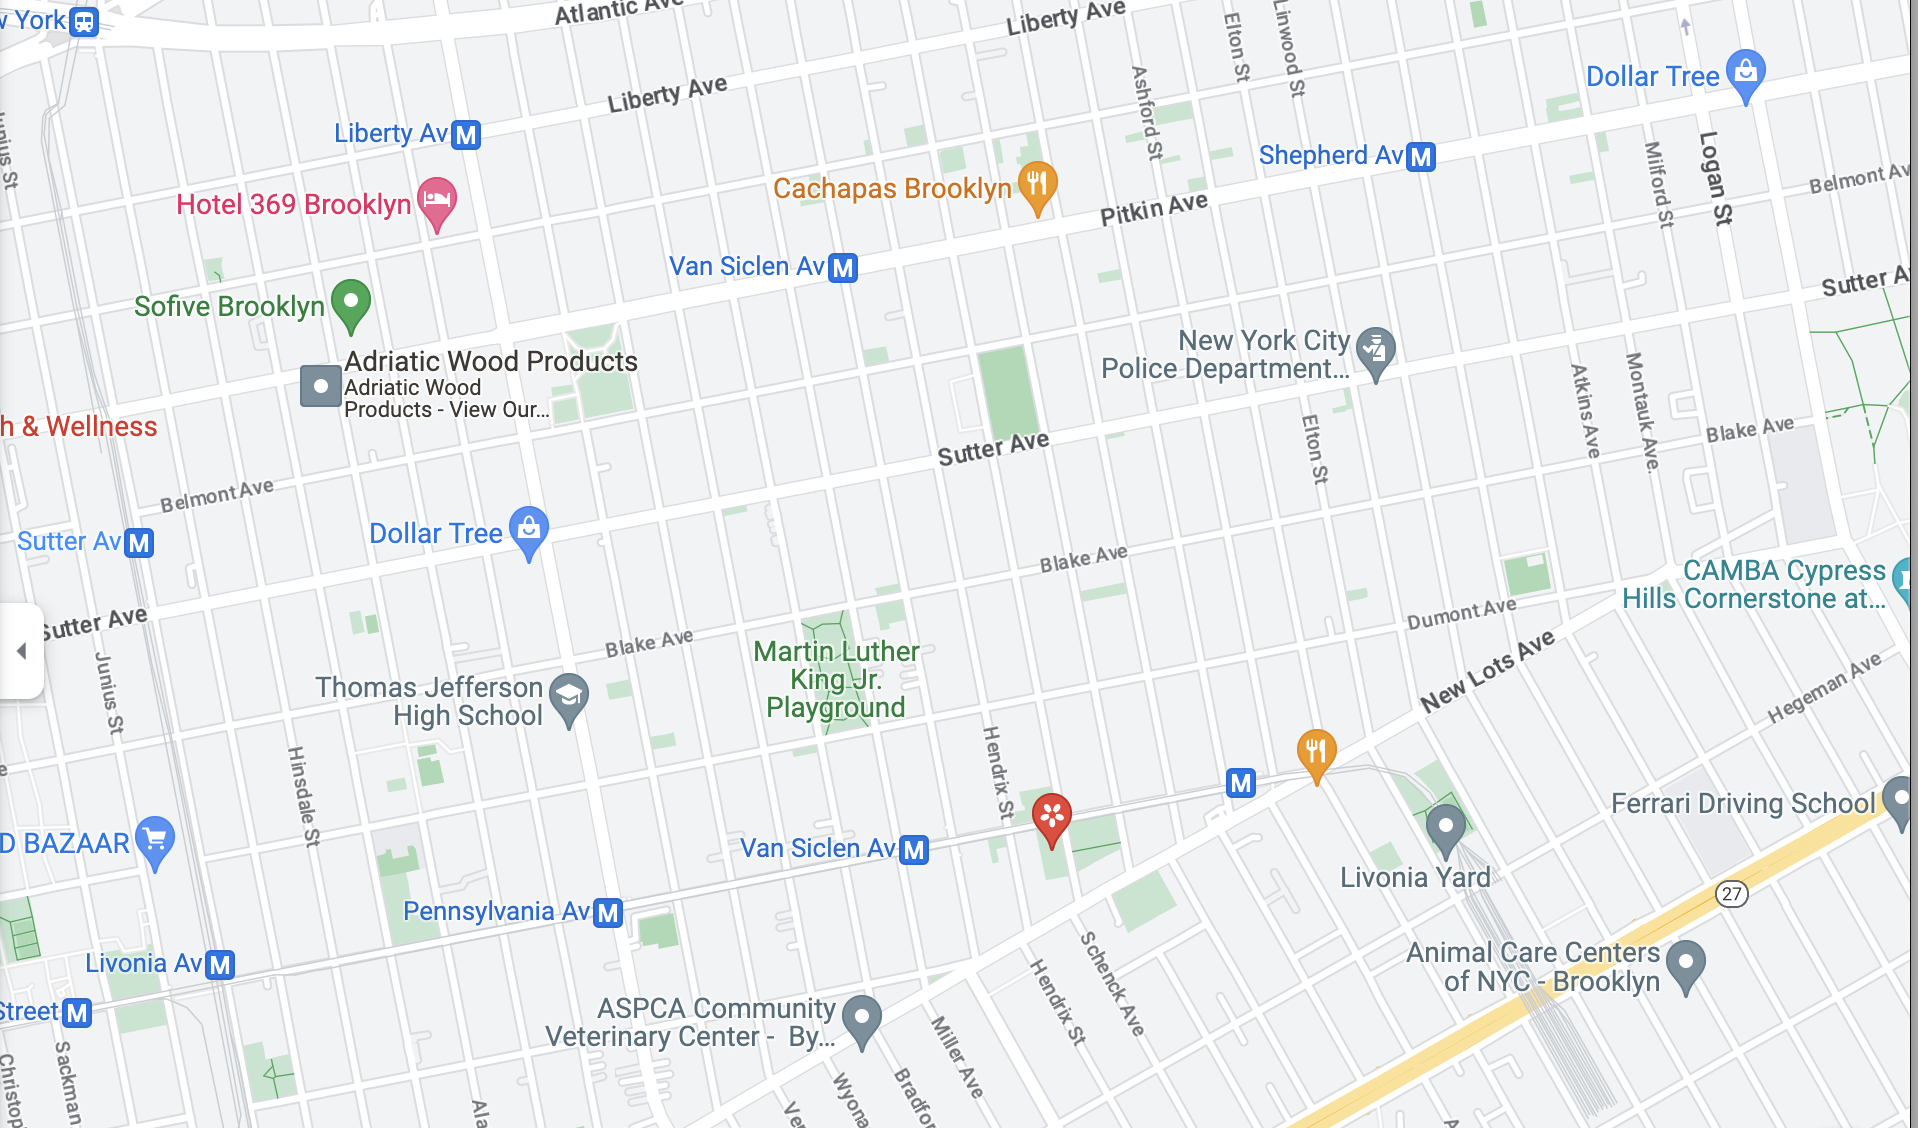 York
Atlantic Ave
Liberty Ave
Elton St
Linwood St
Dollar Tree
Liberty Ave
Ashford St
Liberty Av M
Junius St
Shepherd Av M
Milford St
Logan St
Belmont Av
Hotel 369 Brooklyn
Cachapas Brooklyn
Pitkin Ave
Van Siclen Av M
Sofive Brooklyn
Sutter A
New York City
Police Department...
Adriatic Wood Products
Adriatic Wood
Products - View Our...
h & Wellness
Atkins Ave
Montauk Ave.
Blake Ave
Sutter Ave
Elton St
Belmont Ave
Sutter Av M
Dollar Tree
Blake Ave
CAMBA Cypress
Hills Cornerstone at...
Sutter Ave
Dumont Ave
Blake Ave
Martin Luther
King Jr.
Playground
New Lots Ave
Hegeman Ave
Junius St
Thomas Jefferson
High School
Hinsdale St
Hendrix St
M
Ferrari Driving School
D BAZAAR
Van Siclen Av M
Livonia Yard
27
Pennsylvania Av M
Livonia Av M
Animal Care Centers
of NYC - Brooklyn
Schenck Ave
Hendrix St
Street M
ASPCA Community
Veterinary Center - By...
Miller Ave
Sackman
Christop
Wyona
Bradfor
Ala
Ver
A